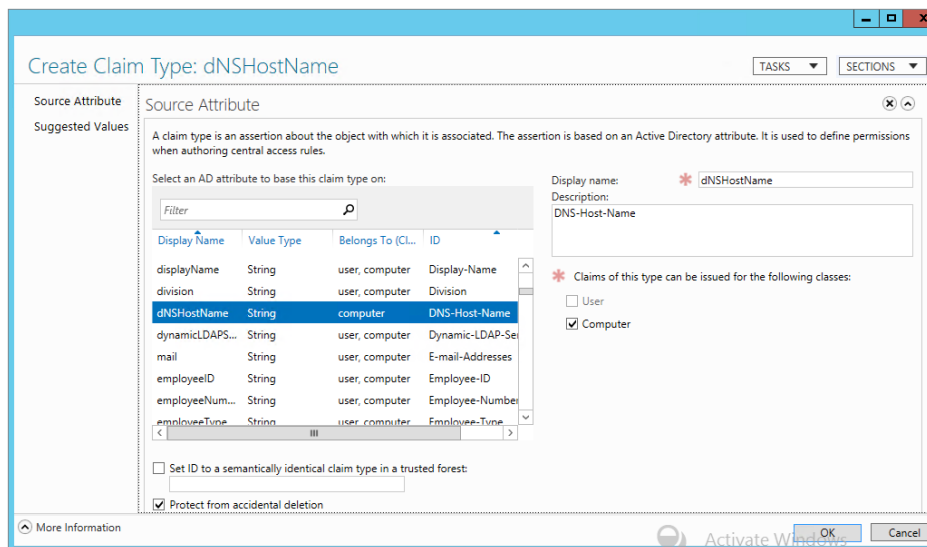 Create Claim Type: dNSHostName
TASKS
SECTIONS
Source Attribute
Suggested Values
Source Attribute
A claim type is an assertion about the object with which it is associated. The assertion is based on an Active Directory attribute. It is used to define permissions
when authoring central access rules.
Select an AD attribute to base this claim type on:
Filter
Display Name Value Type Belongs To (Cl... ID
displayName String user, computer Display-Name
division String user, computer Division
dNSHostName String computer DNS-Host-Name
dynamicLDAPS... String user, computer Dynamic-LDAP-Se
mail String user, computer E-mail-Addresses
employeeID String user, computer Employee-ID
employeeNum... String user, computer Employee-Number
employeeType String user, computer Employee-Type
Set ID to a semantically identical claim type in a trusted forest:
Protect from accidental deletion
Display name: dNSHostName
Description:
DNS-Host-Name
Claims of this type can be issued for the following classes:
User
Computer
More Information
Activate Windows
OK
Cancel